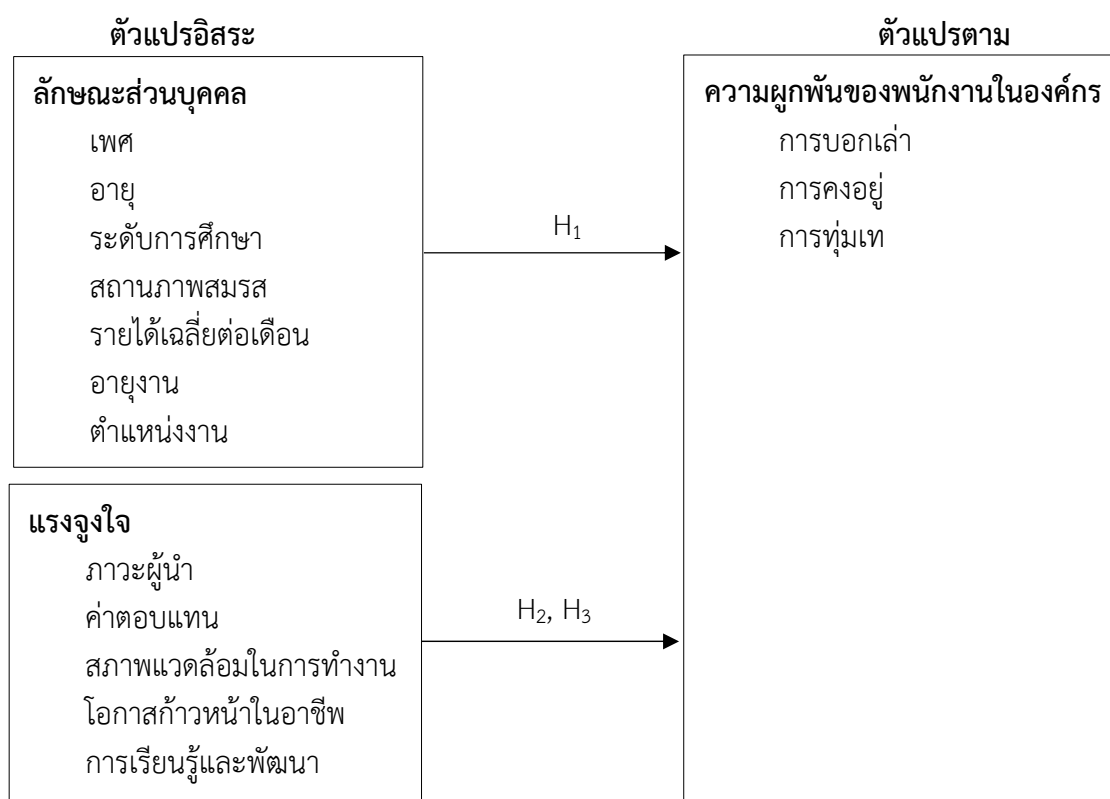 ตัวแปรอิสระ
ลักษณะส่วนบุคคล
เพศ
อายุ
ระดับการศึกษา
สถานภาพสมรส
รายได้เฉลี่ยต่อเดือน
อายุงาน
ตำแหน่งงาน
แรงจูงใจ
ภาวะผู้นำ
ค่าตอบแทน
สภาพแวดล้อมในการทำงาน
โอกาสก้าวหน้าในอาชีพ
การเรียนรู้และพัฒนา
H₁
H₂, H₃
ตัวแปรตาม
ความผูกพันของพนักงานในองค์กร
การบอกเล่า
การคงอยู่
การทุ่มเท